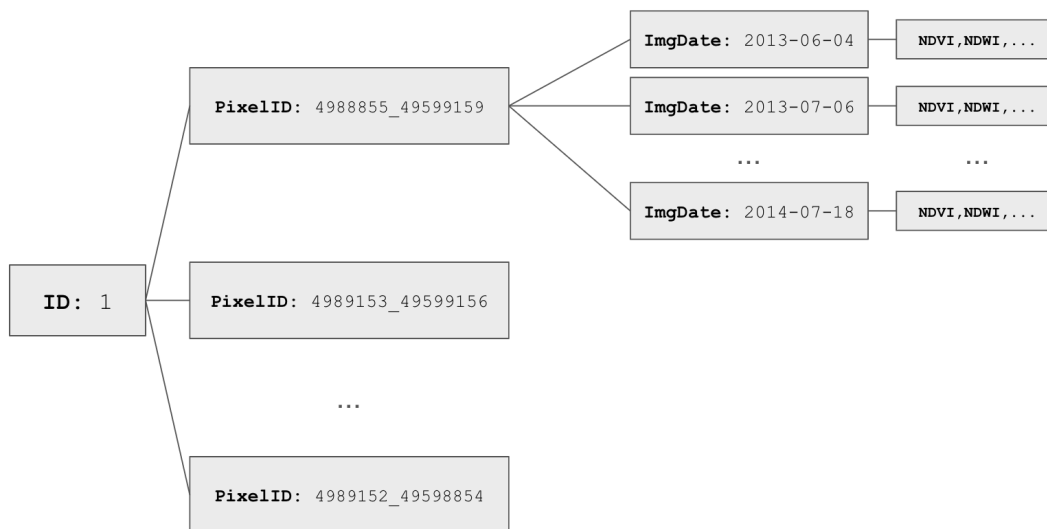 ImgDate: 2013-06-04
NDVI,NDWI,...
PixelID: 4988855_49599159
ImgDate: 2013-07-06
NDVI,NDWI,...
...
...
ImgDate: 2014-07-18
NDVI,NDWI,...
ID: 1
PixelID: 4989153_49599156
...
PixelID: 4989152_49598854